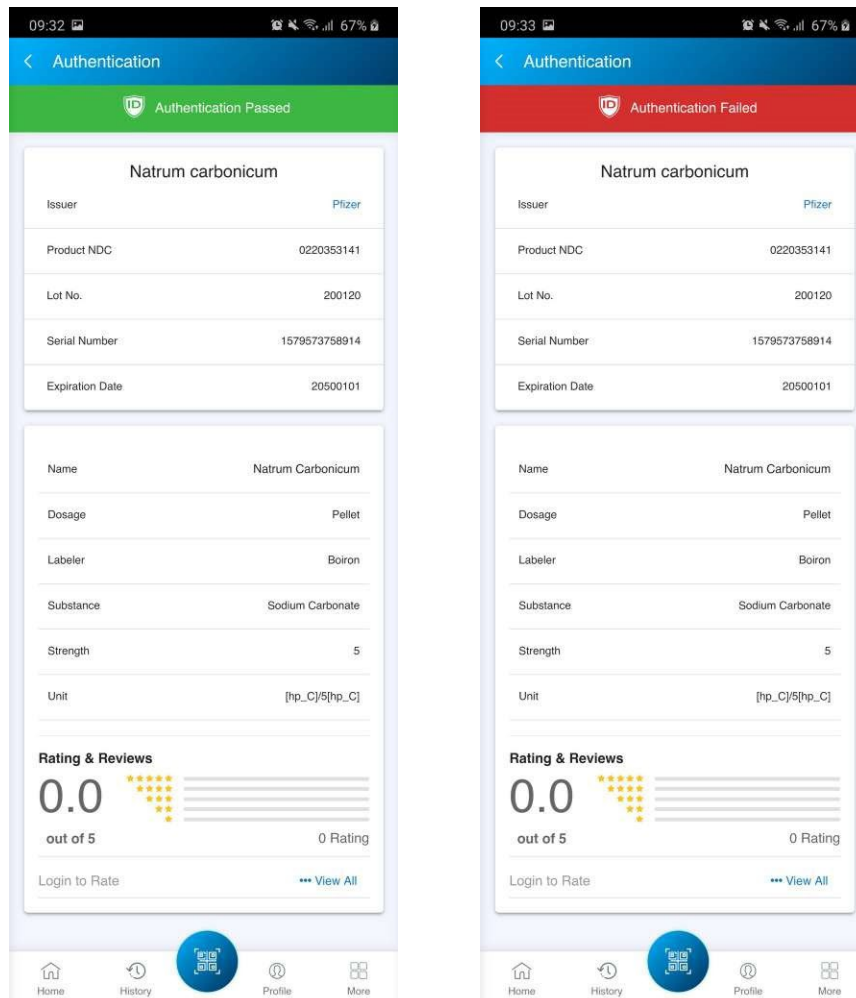 09:32 67%
Authentication
ID Authentication Passed
Natrum carbonicum
Issuer Pfizer
Product NDC 0220353141
Lot No. 200120
Serial Number 1579573758914
Expiration Date 20500101
Name Natrum Carbonicum
Dosage Pellet
Labeler Boiron
Substance Sodium Carbonate
Strength 5
Unit [hp_C]/5[hp_C]
Rating & Reviews
0.0
out of 5 0 Rating
Login to Rate ••• View All
Home History Profile More
09:33 67%
Authentication
ID Authentication Failed
Natrum carbonicum
Issuer Pfizer
Product NDC 0220353141
Lot No. 200120
Serial Number 1579573758914
Expiration Date 20500101
Name Natrum Carbonicum
Dosage Pellet
Labeler Boiron
Substance Sodium Carbonate
Strength 5
Unit [hp_C]/5[hp_C]
Rating & Reviews
0.0
out of 5 0 Rating
Login to Rate ••• View All
Home History Profile More